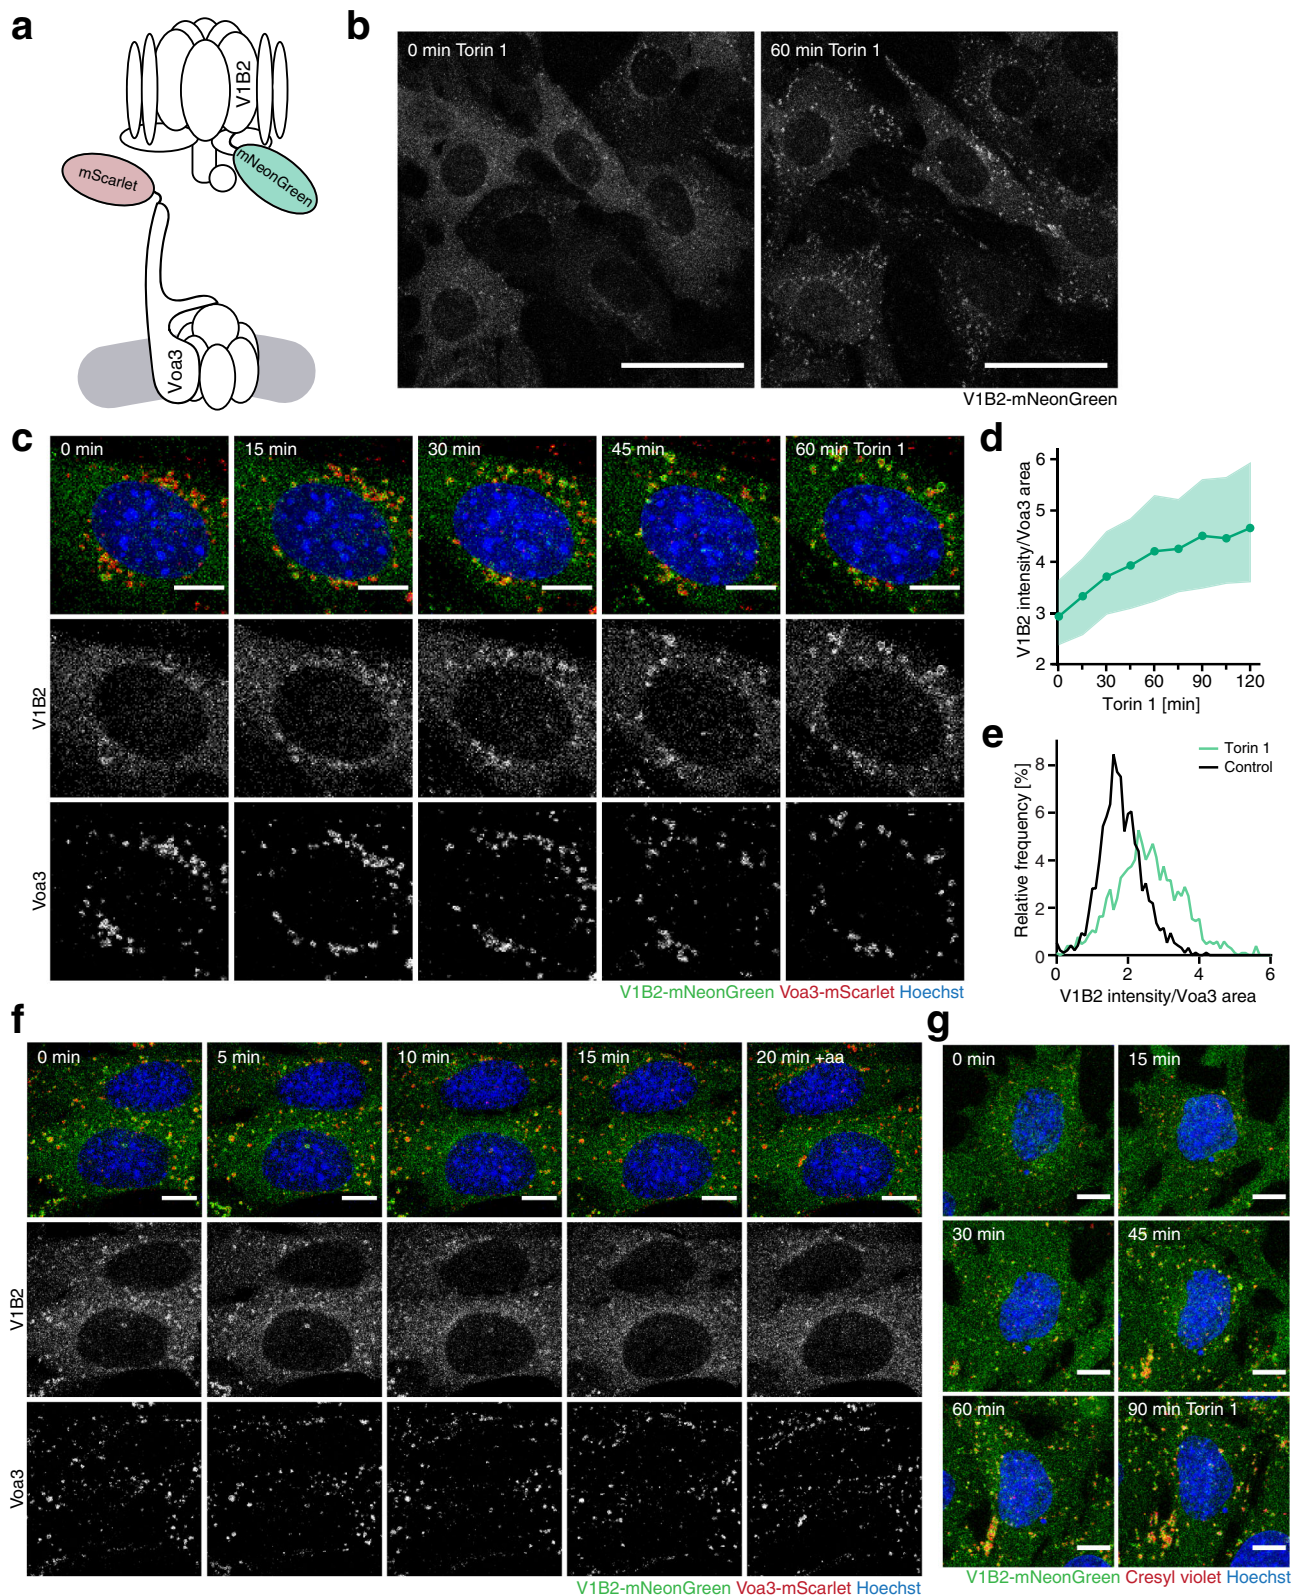 a
V1B2
mScarlet
mNeonGreen
Voa3
b
0 min Torin 1
60 min Torin 1
V1B2-mNeonGreen
c
0 min
15 min
30 min
45 min
60 min Torin 1
V1B2
Voa3
V1B2-mNeonGreen Voa3-mScarlet Hoechst
d
V1B2 intensity/Voa3 area
6
5
4
3
2
0 30 60 90 120
Torin 1 [min]
e
Relative frequency [%]
8
6
4
2
0
Torin 1
Control
0 2 4 6
V1B2 intensity/Voa3 area
f
0 min
5 min
10 min
15 min
20 min +aa
V1B2
Voa3
V1B2-mNeonGreen Voa3-mScarlet Hoechst
g
0 min
15 min
30 min
45 min
60 min
90 min Torin 1
V1B2-mNeonGreen Cresyl violet Hoechst